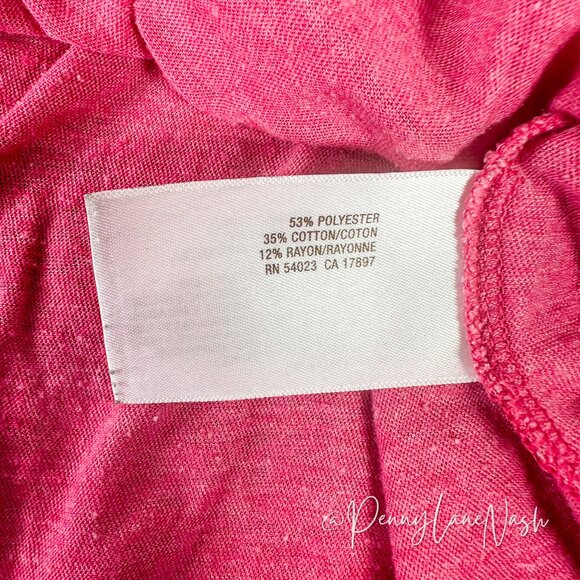 53% POLYESTER
35% COTTON/COTON
12% RAYON/RAYONNE
RN 54023 CA 17897
PennyLaneNash